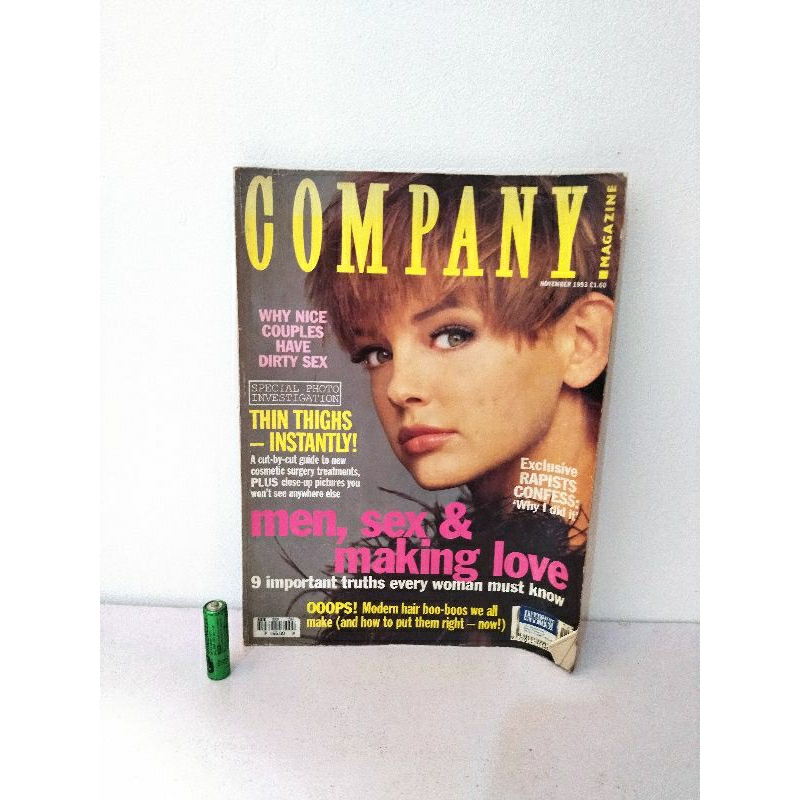 COMPANY
MAGAZINE
NOVEMBER 1993 £1.60
WHY NICE
COUPLES
HAVE
DIRTY SEX
SPECIAL PHOTO
INVESTIGATION
THIN THIGHS
– INSTANTLY!
A cut-by-cut guide to new
cosmetic surgery treatments,
PLUS close-up pictures you
won't see anywhere else
Exclusive
RAPISTS
CONFESS:
'Why I did it'
men, sex &
making love
9 important truths every woman must know
OOOPS! Modern hair boo-boos we all
make (and how to put them right – now!)